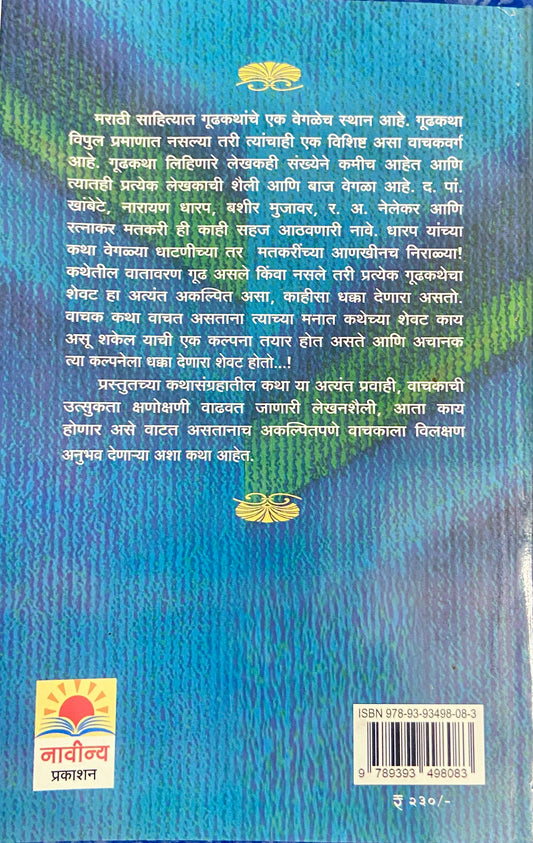 मराठी साहित्यात गूढकथांचे एक वेगळेच स्थान आहे. गूढकथा
विपुल प्रमाणात नसल्या तरी त्यांचाही एक विशिष्ट असा वाचकवर्ग
आहे. गूढकथा लिहिणारे लेखकही संख्येने कमीच आहेत आणि
त्यातही प्रत्येक लेखकाची शैली आणि बाज वेगळा आहे. द. पां.
खांबेटे, नारायण धारप, बशीर मुजावर, र. अ. नेलेकर आणि
रत्नाकर मतकरी ही काही सहज आठवणारी नावे. धारप यांच्या
कथा वेगळ्या धाटणीच्या तर मतकरींच्या आणखीनच निराळ्या!
कथेतील वातावरण गूढ असले किंवा नसले तरी प्रत्येक गूढकथेचा
शेवट हा अत्यंत अकल्पित असा, काहीसा धक्का देणारा असतो.
वाचक कथा वाचत असताना त्याच्या मनात कथेच्या शेवट काय
असू शकेल याची एक कल्पना तयार होत असते आणि अचानक
त्या कल्पनेला धक्का देणारा शेवट होतो...!
प्रस्तुतच्या कथासंग्रहातील कथा या अत्यंत प्रवाही, वाचकाची
उत्सुकता क्षणोक्षणी वाढवत जाणारी लेखनशैली, आता काय
होणार असे वाटत असतानाच अकल्पितपणे वाचकाला विलक्षण
अनुभव देणाऱ्या अशा कथा आहेत.
नावीन्य
प्रकाशन
ISBN 978-93-93498-08-3
9 789393 498083
₹ २३०/-